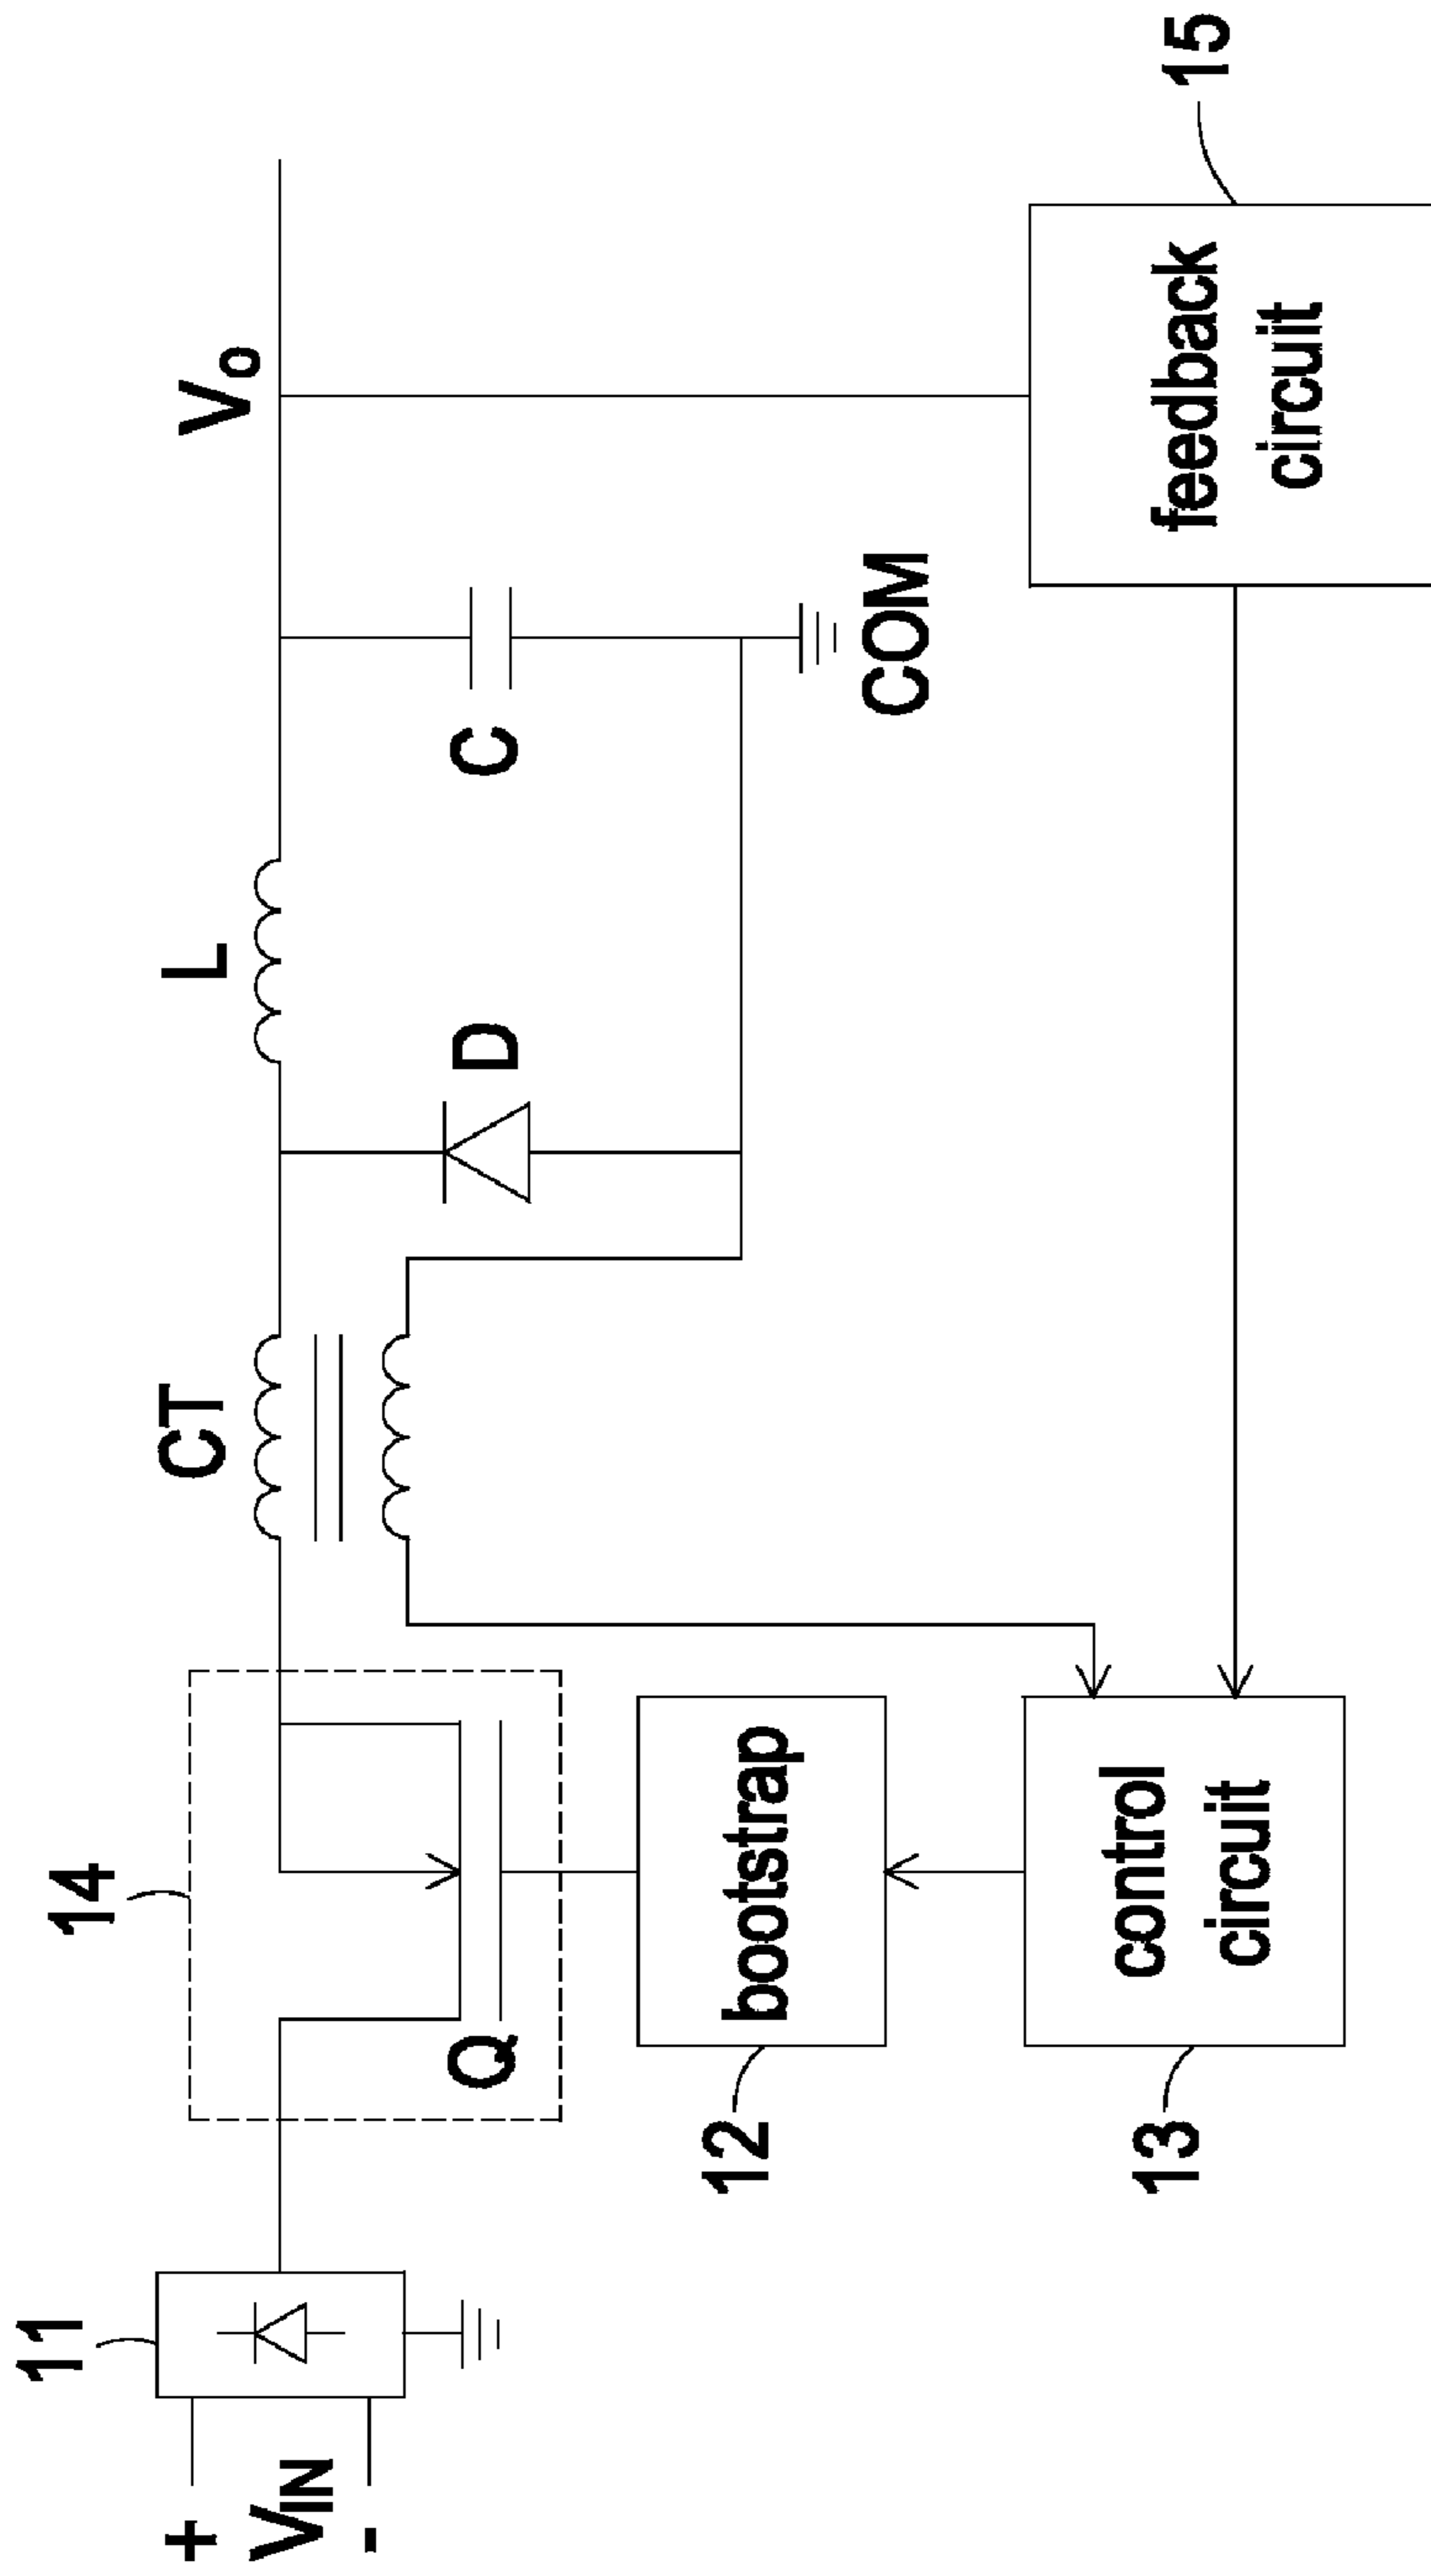 11
14
CT
L
Vo
+
VIN
-
Q
D
C
COM
12
bootstrap
13
control
circuit
feedback
circuit
15